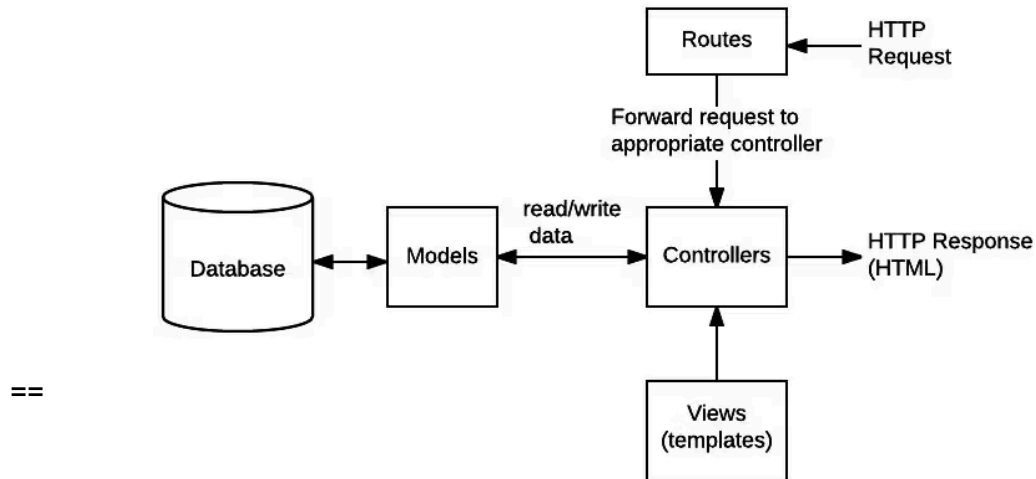 Routes
HTTP
Request
Forward request to
appropriate controller
Database
Models
read/write
data
Controllers
HTTP Response
(HTML)
==
Views
(templates)